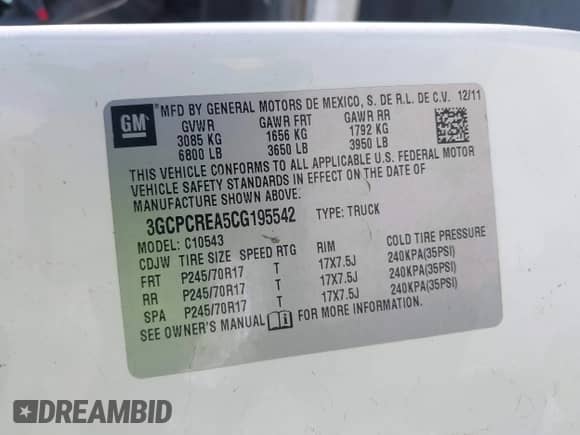 GM
MFD BY GENERAL MOTORS DE MEXICO, S. DE R.L. DE C.V. 12/11
GVWR GAWR FRT GAWR RR
3085 KG 1656 KG 1792 KG
6800 LB 3650 LB 3950 LB
THIS VEHICLE CONFORMS TO ALL APPLICABLE U.S. FEDERAL MOTOR
VEHICLE SAFETY STANDARDS IN EFFECT ON THE DATE OF
MANUFACTURE SHOWN ABOVE.
3GCPCREA5CG195542 TYPE: TRUCK
MODEL: C10543
CDJW TIRE SIZE SPEED RTG RIM COLD TIRE PRESSURE
FRT P245/70R17 T 17X7.5J 240KPA(35PSI)
RR P245/70R17 T 17X7.5J 240KPA(35PSI)
SPA P245/70R17 T 17X7.5J 240KPA(35PSI)
SEE OWNER'S MANUAL FOR MORE INFORMATION.
DREAMBID